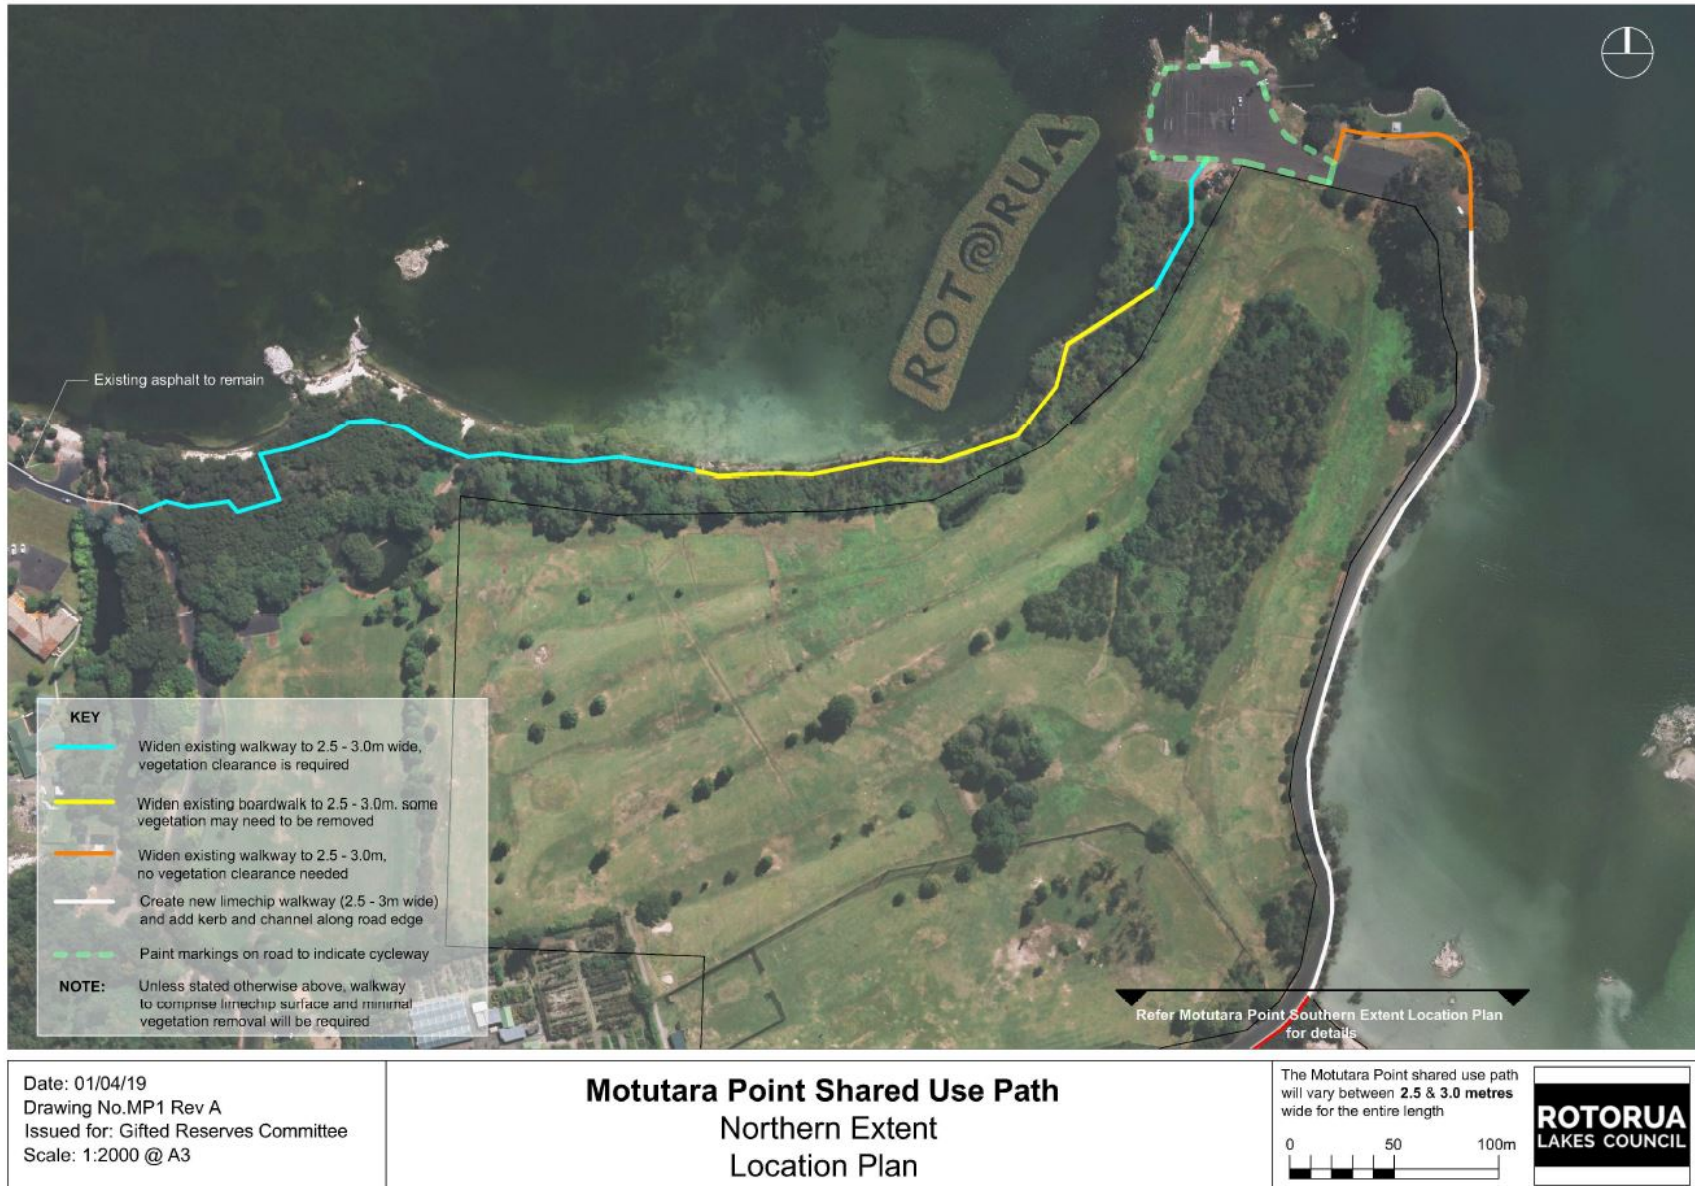 ROTORUA
Existing asphalt to remain
KEY
Widen existing walkway to 2.5 - 3.0m wide,
vegetation clearance is required
Widen existing boardwalk to 2.5 - 3.0m. some
vegetation may need to be removed
Widen existing walkway to 2.5 - 3.0m,
no vegetation clearance needed
Create new limechip walkway (2.5 - 3m wide)
and add kerb and channel along road edge
Paint markings on road to indicate cycleway
NOTE: Unless stated otherwise above, walkway
to comprise limechip surface and minimal
vegetation removal will be required
Refer Motutara Point Southern Extent Location Plan
for details
Date: 01/04/19
Drawing No.MP1 Rev A
Issued for: Gifted Reserves Committee
Scale: 1:2000 @ A3
Motutara Point Shared Use Path
Northern Extent
Location Plan
The Motutara Point shared use path
will vary between 2.5 & 3.0 metres
wide for the entire length
0 50 100m
ROTORUA
LAKES COUNCIL